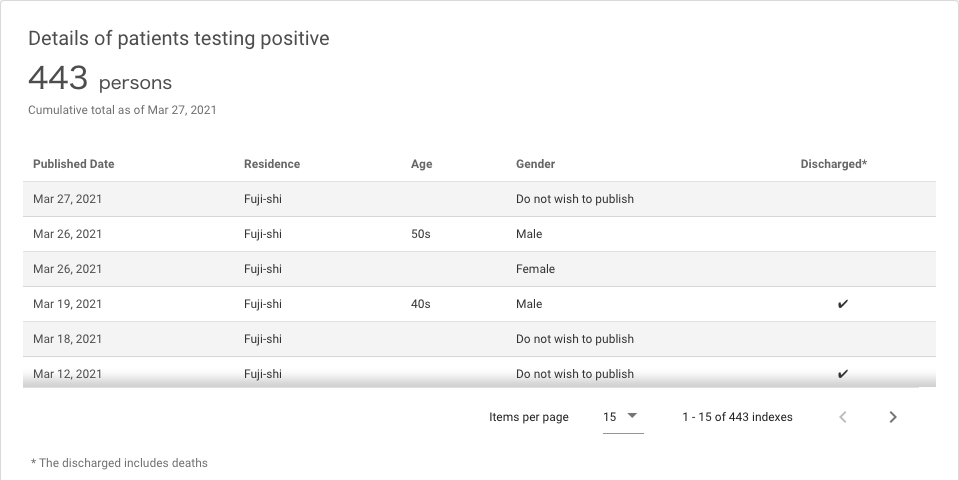 Details of patients testing positive
443 persons
Cumulative total as of Mar 27, 2021
Published Date Residence Age Gender Discharged*
Mar 27, 2021 Fuji-shi Do not wish to publish
Mar 26, 2021 Fuji-shi 50s Male
Mar 26, 2021 Fuji-shi Female
Mar 19, 2021 Fuji-shi 40s Male ✔
Mar 18, 2021 Fuji-shi Do not wish to publish
Mar 12, 2021 Fuji-shi Do not wish to publish ✔
Items per page 15 1 - 15 of 443 indexes
* The discharged includes deaths